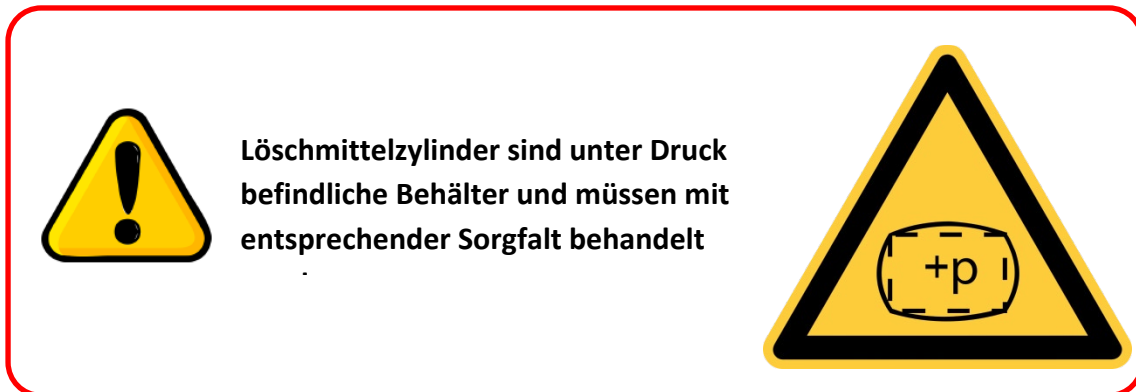 Löschmittelzylinder sind unter Druck
befindliche Behälter und müssen mit
entsprechender Sorgfalt behandelt
+p